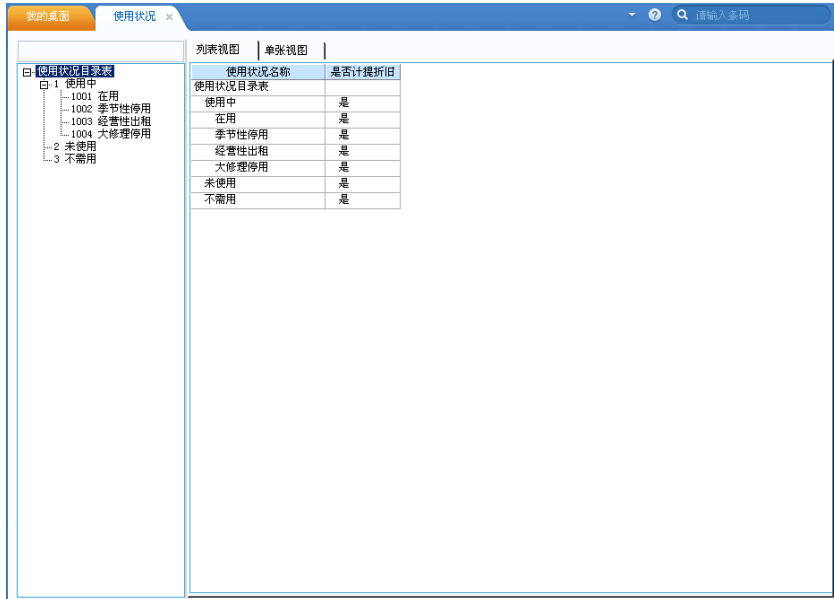 我的桌面 使用状况 × ? 请输入条码
列表视图 单张视图
使用状况目录表
1 使用中
1001 在用
1002 季节性停用
1003 经营性出租
1004 大修理停用
2 未使用
3 不需用
使用状况名称 是否计提折旧
使用状况目录表
使用中 是
在用 是
季节性停用 是
经营性出租 是
大修理停用 是
未使用 是
不需用 是